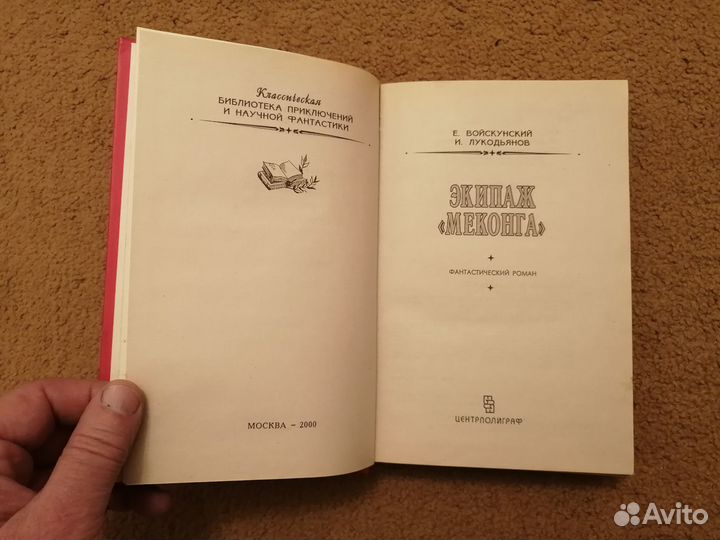 Классическая
БИБЛИОТЕКА ПРИКЛЮЧЕНИЙ
И НАУЧНОЙ ФАНТАСТИКИ
МОСКВА – 2000
Е. ВОЙСКУНСКИЙ
И. ЛУКОДЬЯНОВ
ЭКИПАЖ
«МЕКОНГА»
ФАНТАСТИЧЕСКИЙ РОМАН
ЦЕНТРПОЛИГРАФ
Avito